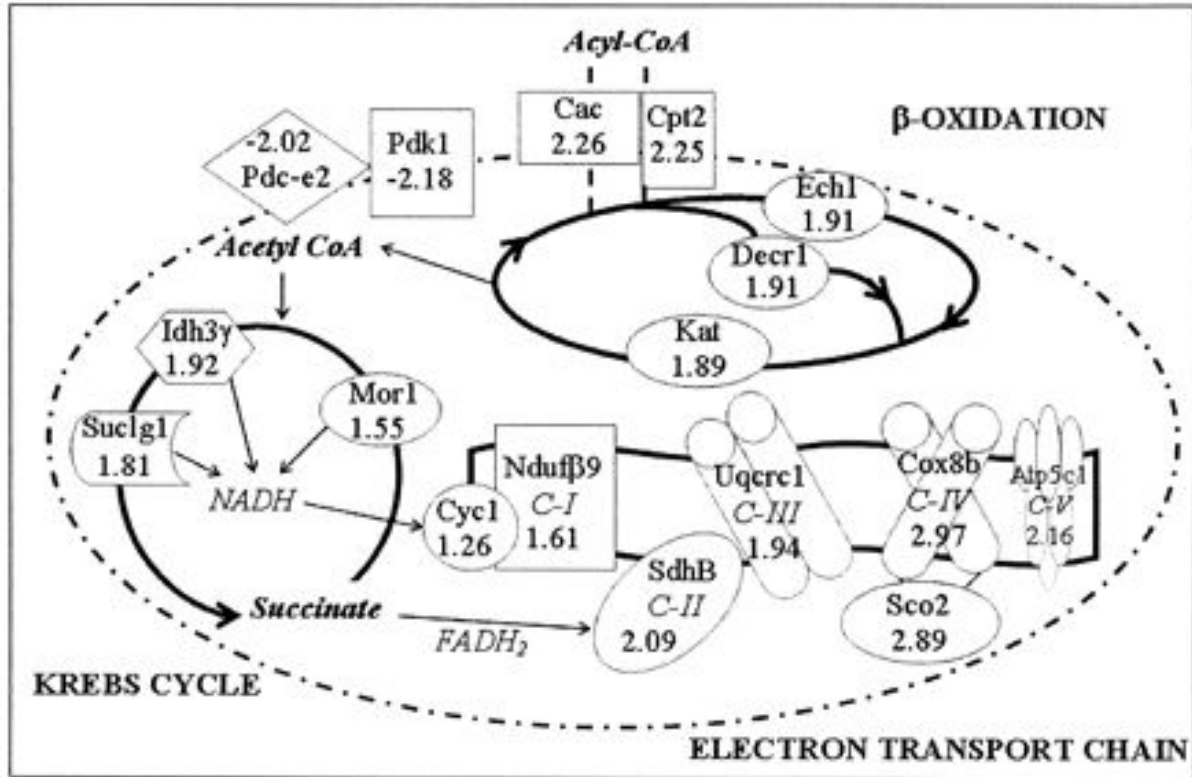 Acyl-CoA
Cac
2.26
Cpt2
2.25
β-OXIDATION
-2.02
Pdc-e2
Pdk1
-2.18
Ech1
1.91
Acetyl CoA
Decr1
1.91
Idh3γ
1.92
Kat
1.89
Mor1
1.55
Suclg1
1.81
NADH
Cyc1
1.26
Ndufβ9
C-I
1.61
Uqcrc1
C-III
1.94
Cox8b
C-IV
2.97
Atp5c1
C-V
2.16
SdhB
C-II
2.09
Sco2
2.89
Succinate
FADH₂
KREBS CYCLE
ELECTRON TRANSPORT CHAIN